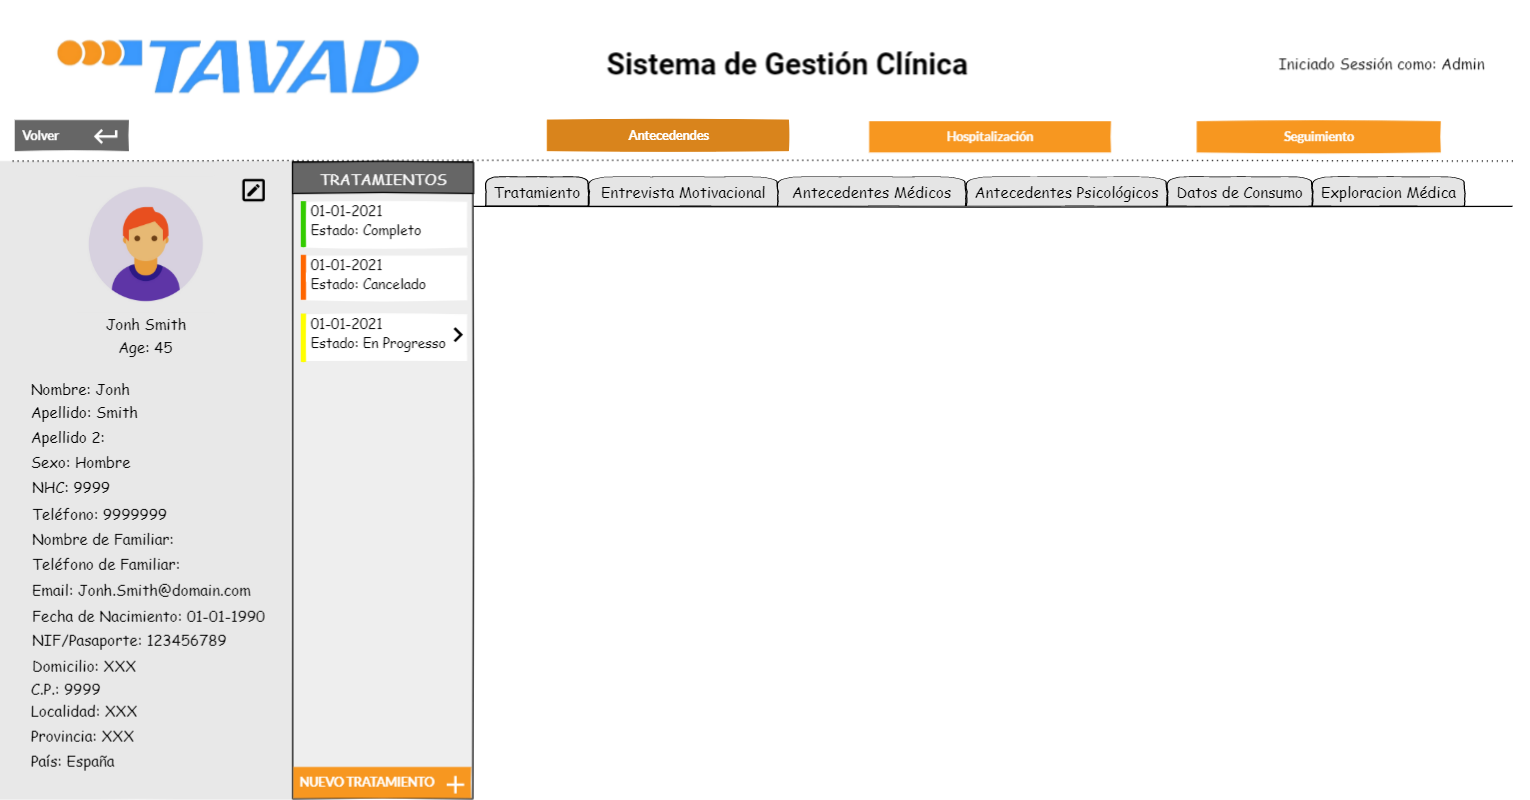 TAVAD
Sistema de Gestión Clínica
Iniciado Sessión como: Admin
Volver
Antecedendes
Hospitalización
Seguimiento
Jonh Smith
Age: 45
Nombre: Jonh
Apellido: Smith
Apellido 2:
Sexo: Hombre
NHC: 9999
Teléfono: 9999999
Nombre de Familiar:
Teléfono de Familiar:
Email: Jonh.Smith@domain.com
Fecha de Nacimiento: 01-01-1990
NIF/Pasaporte: 123456789
Domicilio: XXX
C.P.: 9999
Localidad: XXX
Provincia: XXX
País: España
TRATAMIENTOS
01-01-2021
Estado: Completo
01-01-2021
Estado: Cancelado
01-01-2021
Estado: En Progresso
NUEVO TRATAMIENTO
Tratamiento
Entrevista Motivacional
Antecedentes Médicos
Antecedentes Psicológicos
Datos de Consumo
Exploracion Médica